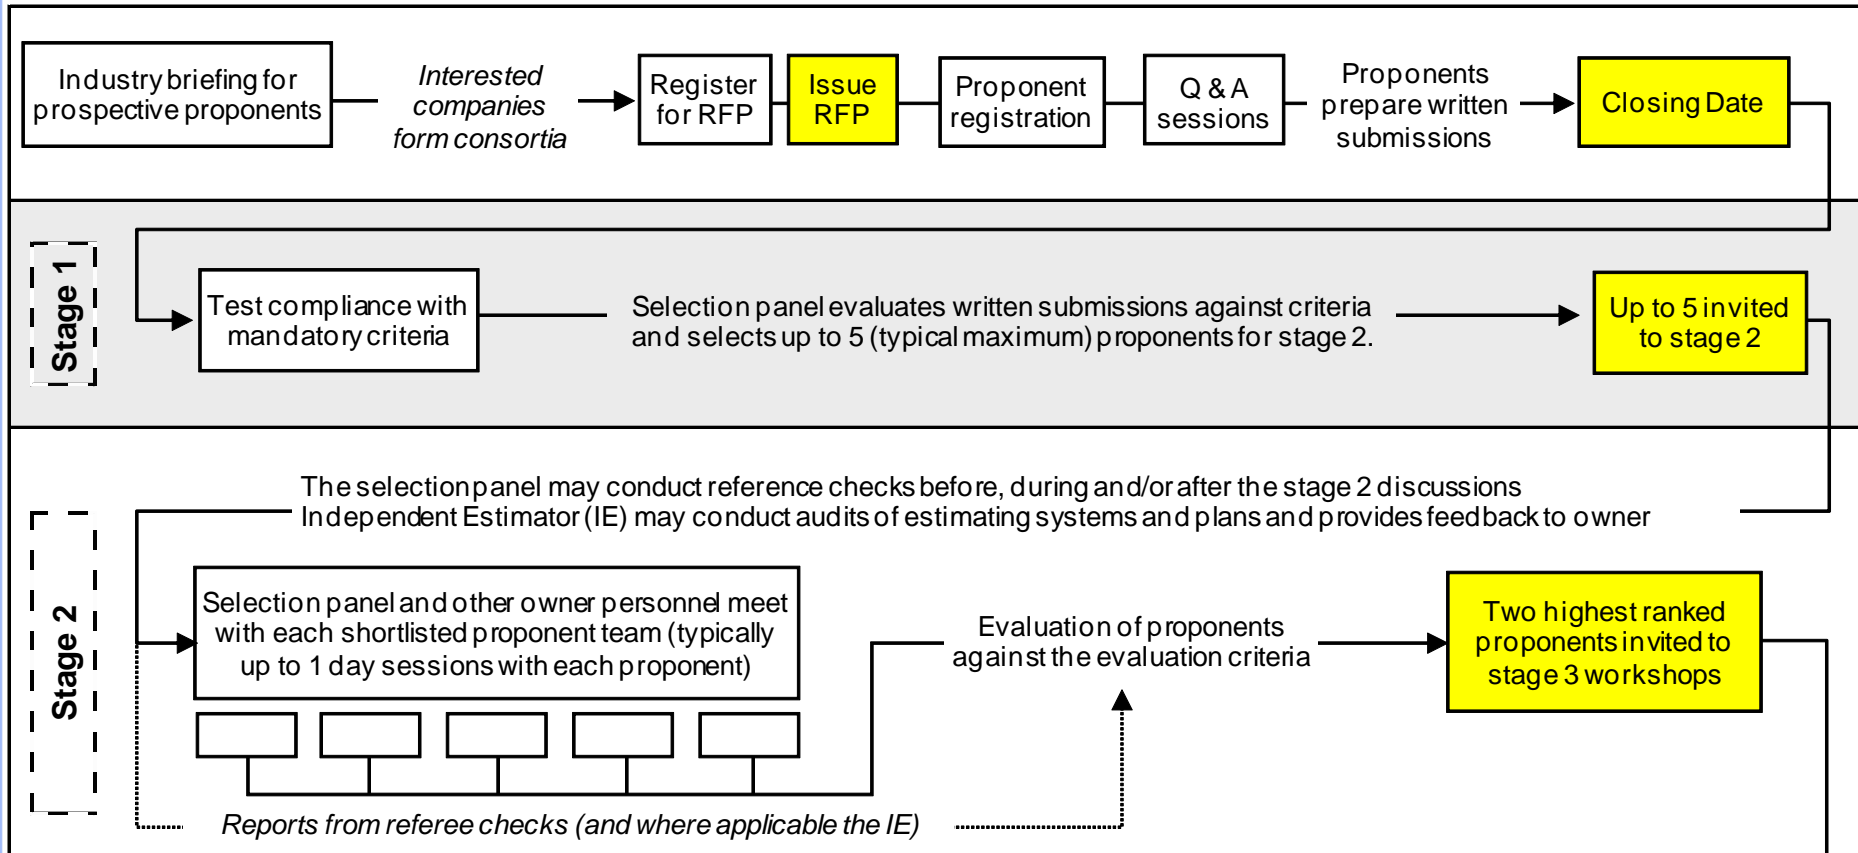 Industry briefing for
prospective proponents
Interested
companies
form consortia
Register
for RFP
Issue
RFP
Proponent
registration
Q & A
sessions
Proponents
prepare written
submissions
Closing Date
Stage 1
Test compliance with
mandatory criteria
Selection panel evaluates written submissions against criteria
and selects up to 5 (typical maximum) proponents for stage 2.
Up to 5 invited
to stage 2
The selection panel may conduct reference checks before, during and/or after the stage 2 discussions
Independent Estimator (IE) may conduct audits of estimating systems and plans and provides feedback to owner
Stage 2
Selection panel and other owner personnel meet
with each shortlisted proponent team (typically
up to 1 day sessions with each proponent)
Evaluation of proponents
against the evaluation criteria
Two highest ranked
proponents invited to
stage 3 workshops
Reports from referee checks (and where applicable the IE)